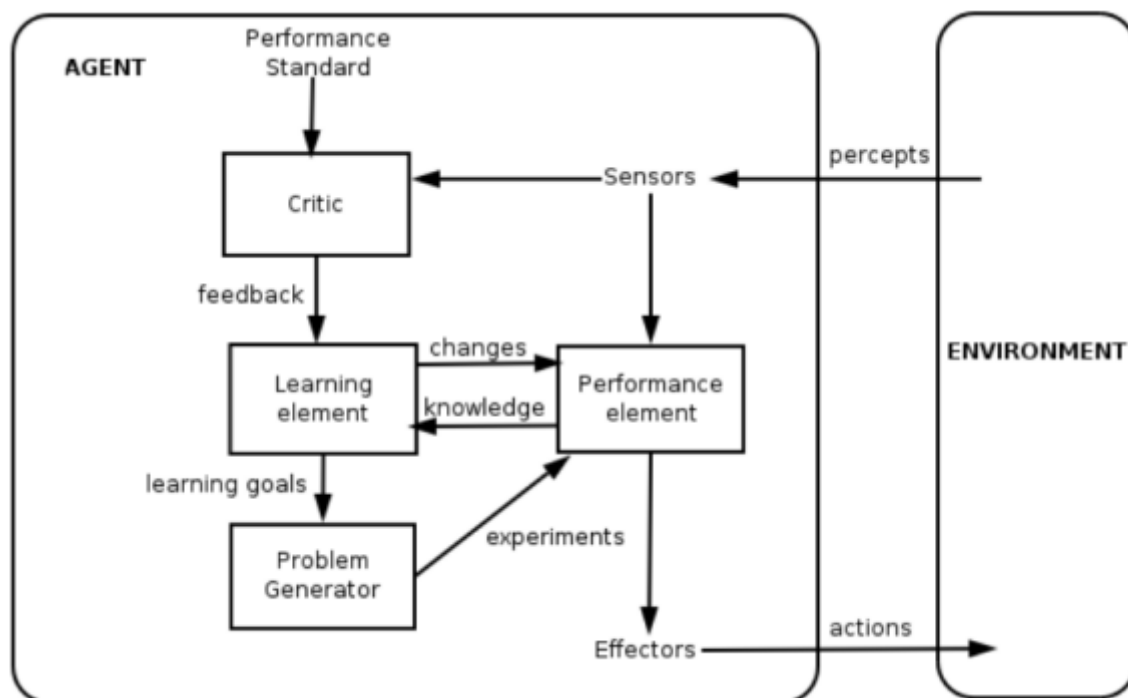 Performance
Standard
AGENT
percepts
Sensors
Critic
feedback
changes
Learning
element
knowledge
Performance
element
ENVIRONMENT
learning goals
experiments
Problem
Generator
Effectors
actions